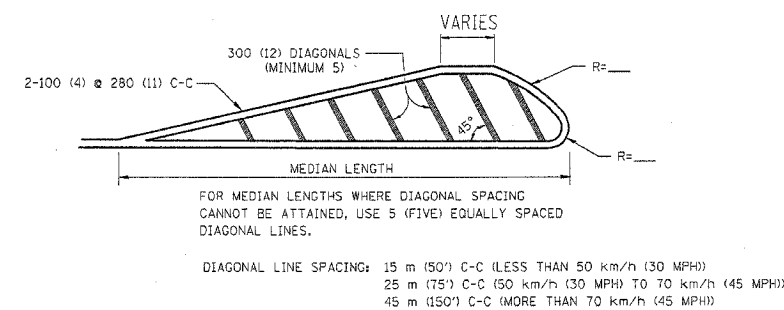 VARIES
300 (12) DIAGONALS
(MINIMUM 5)
2-100 (4) @ 280 (11) C-C
R=___
45°
R=___
MEDIAN LENGTH
FOR MEDIAN LENGTHS WHERE DIAGONAL SPACING
CANNOT BE ATTAINED, USE 5 (FIVE) EQUALLY SPACED
DIAGONAL LINES.
DIAGONAL LINE SPACING: 15 m (50') C-C (LESS THAN 50 km/h (30 MPH))
25 m (75') C-C (50 km/h (30 MPH) TO 70 km/h (45 MPH))
45 m (150') C-C (MORE THAN 70 km/h (45 MPH))